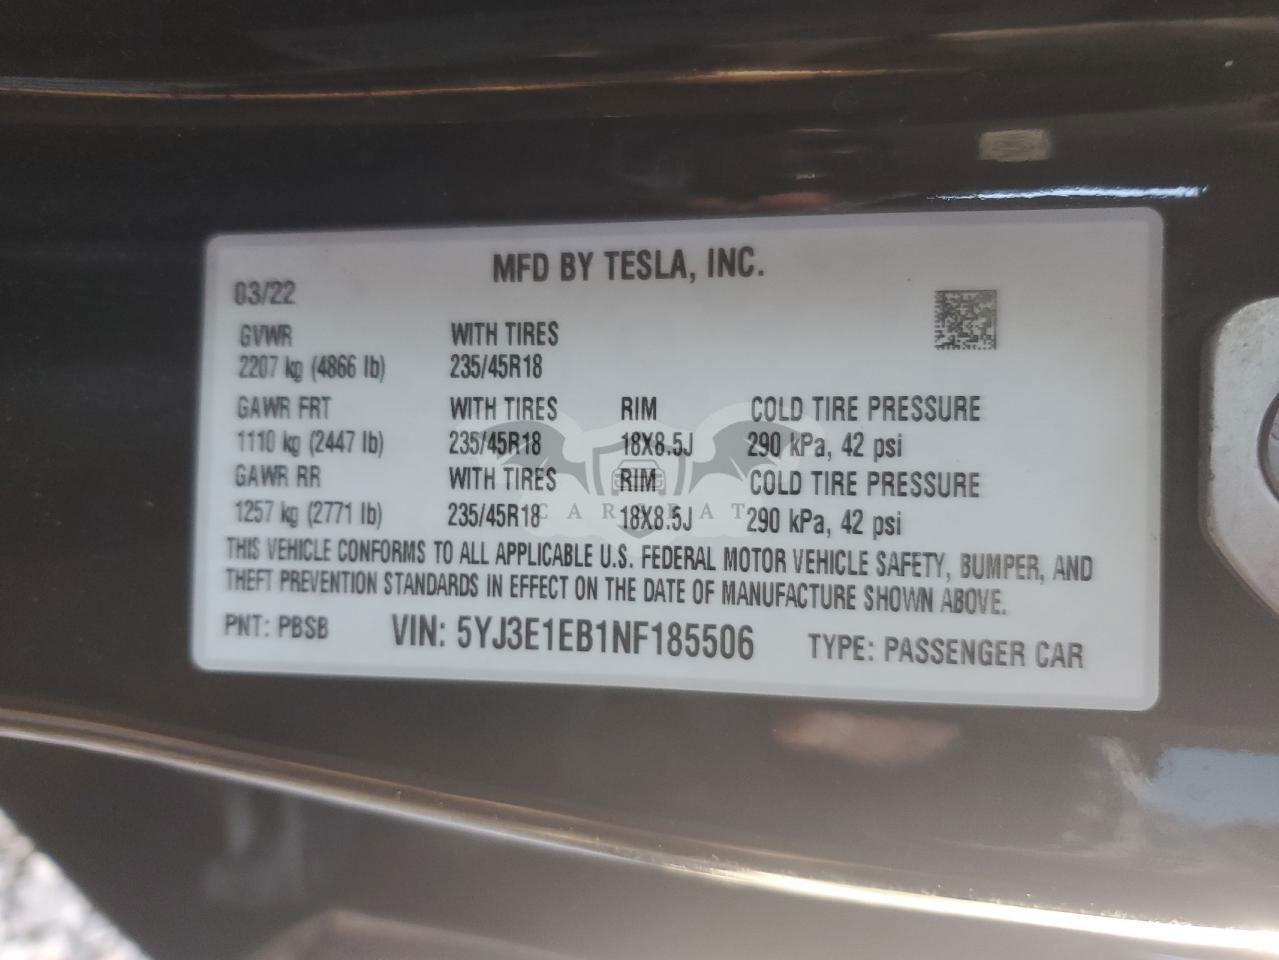 MFD BY TESLA, INC.
03/22
GVWR WITH TIRES
2207 kg (4866 lb) 235/45R18
GAWR FRT WITH TIRES RIM COLD TIRE PRESSURE
1110 kg (2447 lb) 235/45R18 18X8.5J 290 kPa, 42 psi
GAWR RR WITH TIRES RIM COLD TIRE PRESSURE
1257 kg (2771 lb) 235/45R18 18X8.5J 290 kPa, 42 psi
THIS VEHICLE CONFORMS TO ALL APPLICABLE U.S. FEDERAL MOTOR VEHICLE SAFETY, BUMPER, AND
THEFT PREVENTION STANDARDS IN EFFECT ON THE DATE OF MANUFACTURE SHOWN ABOVE.
PNT: PBSB VIN: 5YJ3E1EB1NF185506 TYPE: PASSENGER CAR